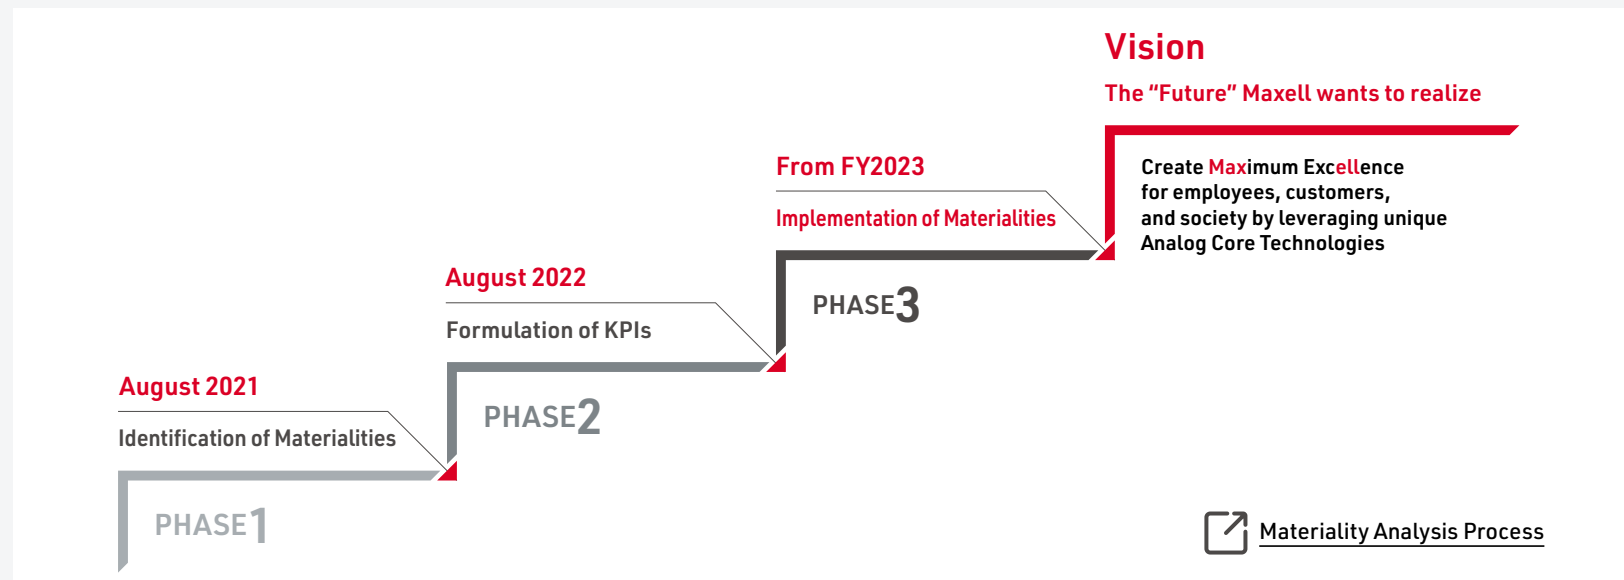 Vision
The “Future” Maxell wants to realize
Create Maximum Excellence
for employees, customers,
and society by leveraging unique
Analog Core Technologies
From FY2023
Implementation of Materialities
PHASE3
August 2022
Formulation of KPIs
PHASE2
August 2021
Identification of Materialities
PHASE1
Materiality Analysis Process